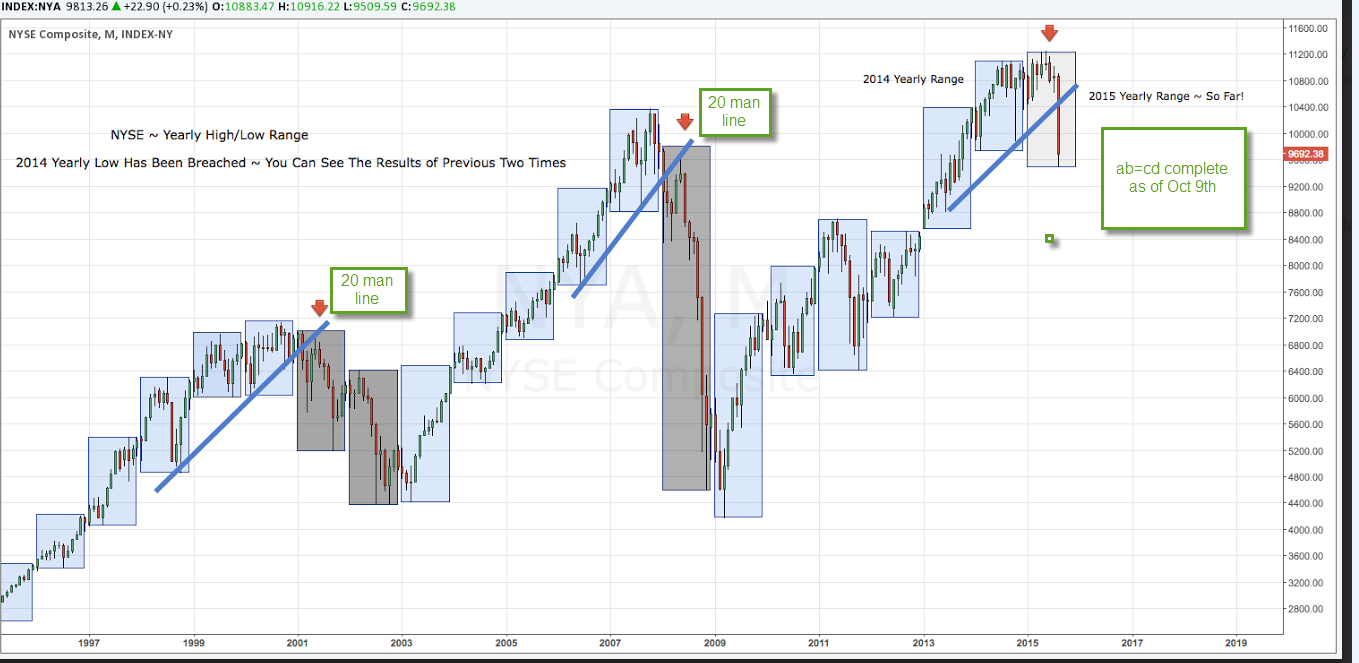 INDEX:NYA 9813.26 ▲ +22.90 (+0.23%) O:10883.47 H:10916.22 L:9509.59 C:9692.38
NYSE Composite, M, INDEX-NY
NYSE ~ Yearly High/Low Range
2014 Yearly Low Has Been Breached ~ You Can See The Results of Previous Two Times
20 man
line
20 man
line
2014 Yearly Range
2015 Yearly Range ~ So Far!
ab=cd complete
as of Oct 9th
NYA, M
NYSE Composite
11600.00
11200.00
10800.00
10400.00
10000.00
9692.38
9600.00
9200.00
8800.00
8400.00
8000.00
7600.00
7200.00
6800.00
6400.00
6000.00
5600.00
5200.00
4800.00
4400.00
4000.00
3600.00
3200.00
2800.00
1997
1999
2001
2003
2005
2007
2009
2011
2013
2015
2017
2019